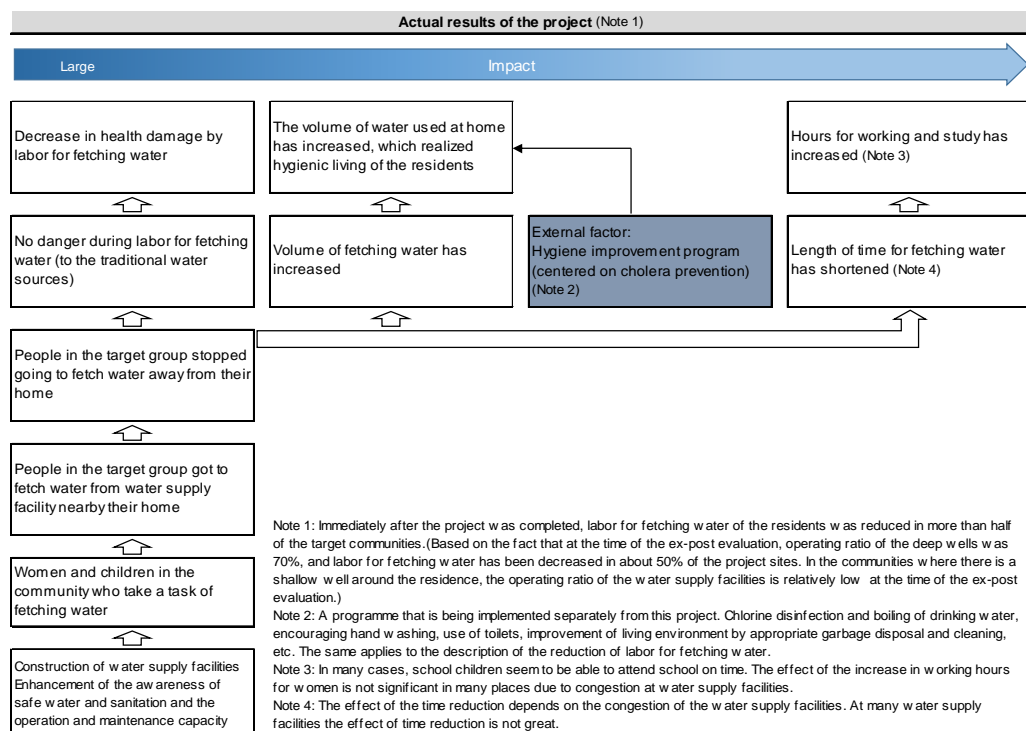 Actual results of the project (Note 1)
Large
Impact
Decrease in health damage by
labor for fetching water
The volume of water used at home
has increased, which realized
hygienic living of the residents
Hours for working and study has
increased (Note 3)
No danger during labor for fetching
water (to the traditional water
sources)
Volume of fetching water has
increased
External factor:
Hygiene improvement program
(centered on cholera prevention)
(Note 2)
Length of time for fetching water
has shortened (Note 4)
People in the target group stopped
going to fetch water away from their
home
People in the target group got to
fetch water from water supply
facility nearby their home
Women and children in the
community who take a task of
fetching water
Construction of water supply facilities
Enhancement of the awareness of
safe water and sanitation and the
operation and maintenance capacity
Note 1: Immediately after the project was completed, labor for fetching water of the residents was reduced in more than half
of the target communities.(Based on the fact that at the time of the ex-post evaluation, operating ratio of the deep wells was
70%, and labor for fetching water has been decreased in about 50% of the project sites. In the communities where there is a
shallow well around the residence, the operating ratio of the water supply facilities is relatively low at the time of the ex-post
evaluation.)
Note 2: A programme that is being implemented separately from this project. Chlorine disinfection and boiling of drinking water,
encouraging hand washing, use of toilets, improvement of living environment by appropriate garbage disposal and cleaning,
etc. The same applies to the description of the reduction of labor for fetching water.
Note 3: In many cases, school children seem to be able to attend school on time. The effect of the increase in working hours
for women is not significant in many places due to congestion at water supply facilities.
Note 4: The effect of the time reduction depends on the congestion of the water supply facilities. At many water supply
facilities the effect of time reduction is not great.